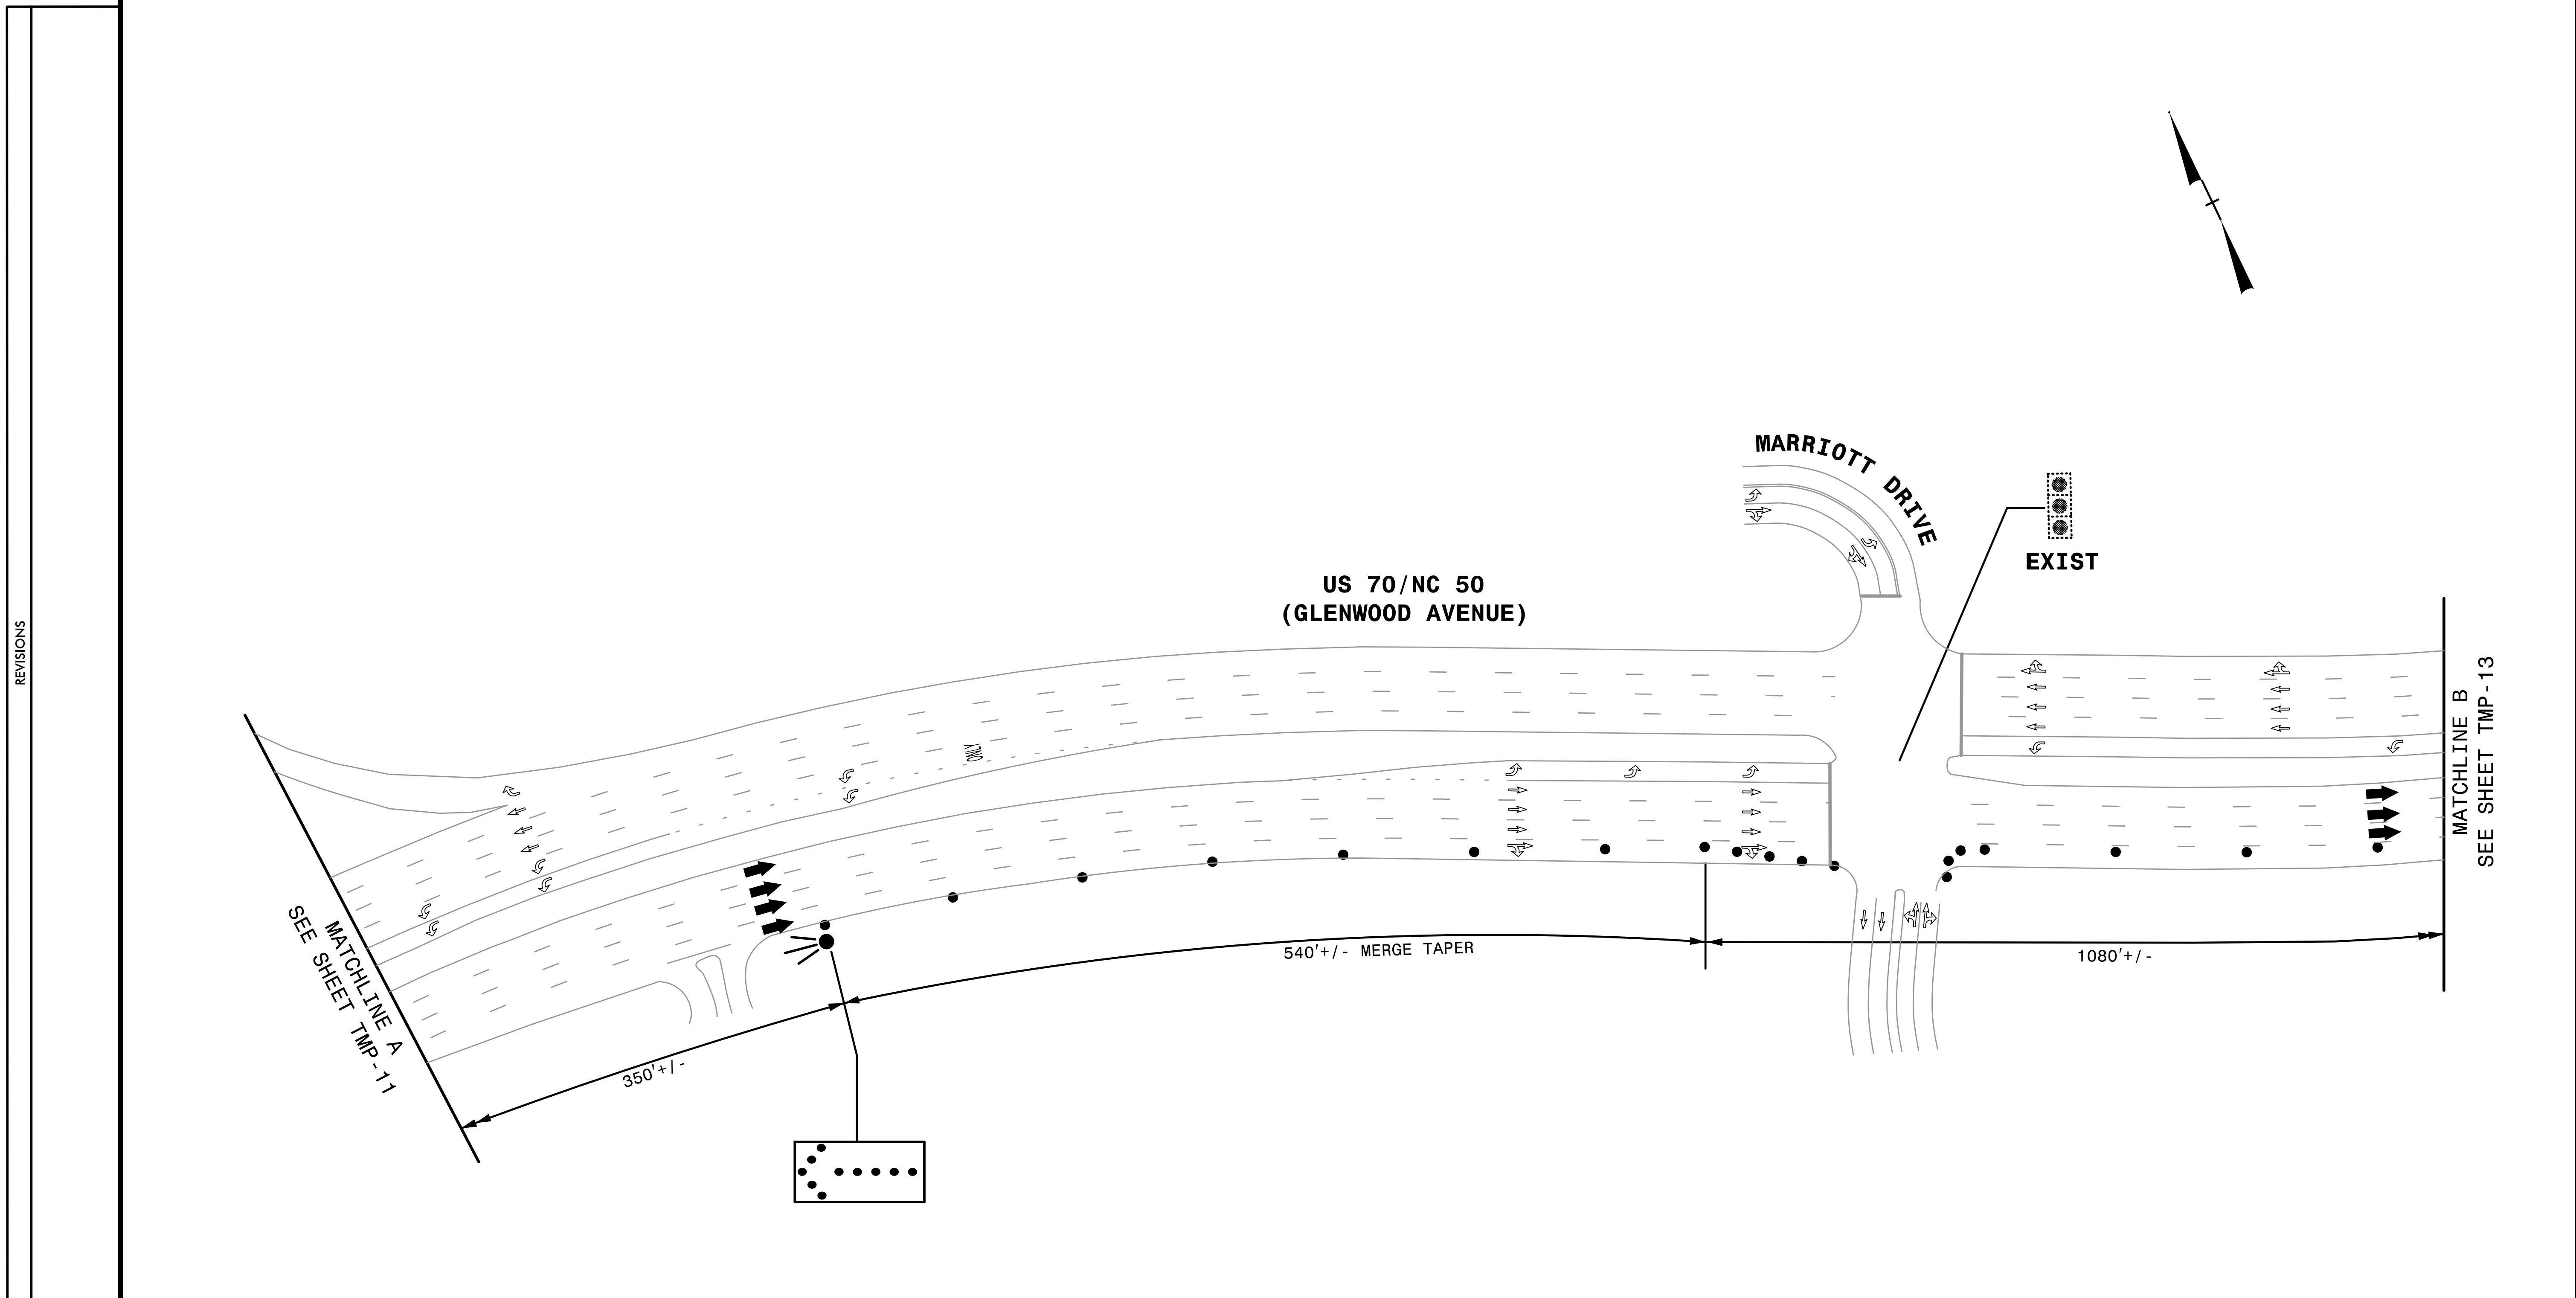 REVISIONS
MARRIOTT DRIVE
EXIST
US 70/NC 50
(GLENWOOD AVENUE)
ONLY
MATCHLINE A
SEE SHEET TMP-11
MATCHLINE B
SEE SHEET TMP-13
350'+/-
540'+/- MERGE TAPER
1080'+/-